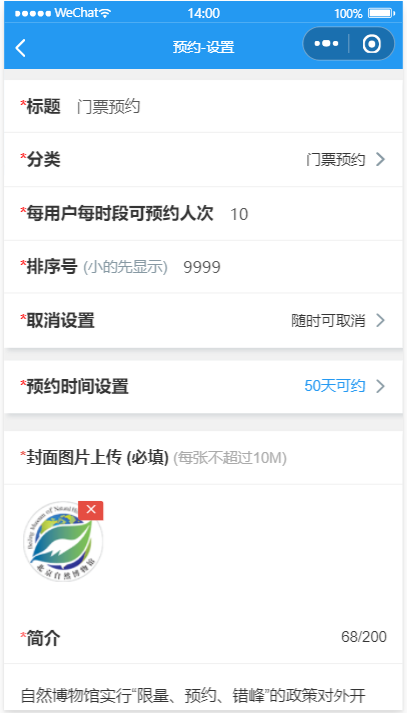 WeChat 14:00 100%
预约-设置
*标题 门票预约
*分类 门票预约
*每用户每时段可预约人次 10
*排序号 (小的先显示) 9999
*取消设置 随时可取消
*预约时间设置 50天可约
*封面图片上传 (必填) (每张不超过10M)
北京自然博物馆
*简介 68/200
自然博物馆实行“限量、预约、错峰”的政策对外开